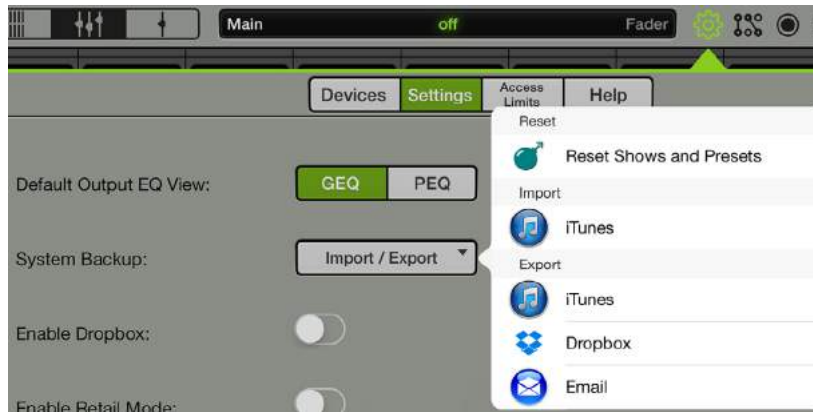 Main off Fader
Devices Settings Access Limits Help
Reset
Reset Shows and Presets
Default Output EQ View: GEQ PEQ
Import
iTunes
System Backup: Import / Export
Export
iTunes
Enable Dropbox:
Dropbox
Email
Enable Retail Mode: